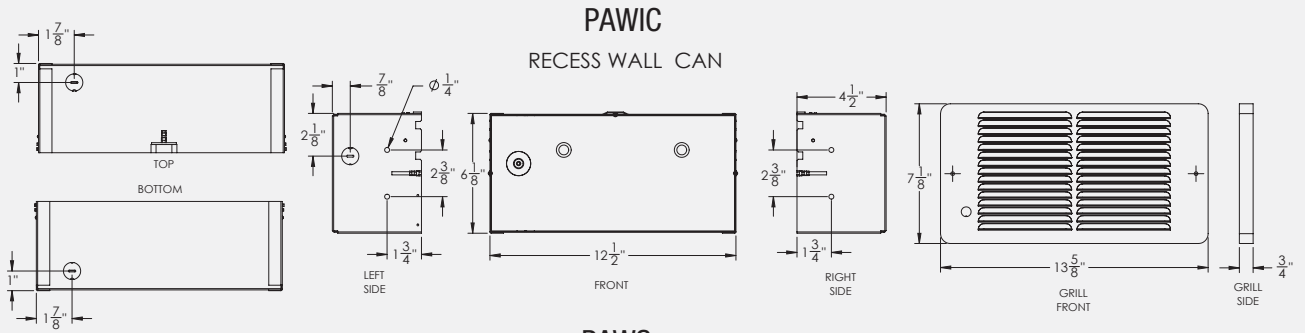 PAWIC
RECESS WALL CAN
1 7/8"
1"
TOP
BOTTOM
1"
1 7/8"
7/8"
Ø 1/4"
2 1/8"
2 3/8"
1 3/4"
LEFT
SIDE
6 1/8"
12 1/2"
FRONT
4 1/2"
2 3/8"
1 3/4"
RIGHT
SIDE
7 1/8"
13 5/8"
GRILL
FRONT
3/4"
GRILL
SIDE